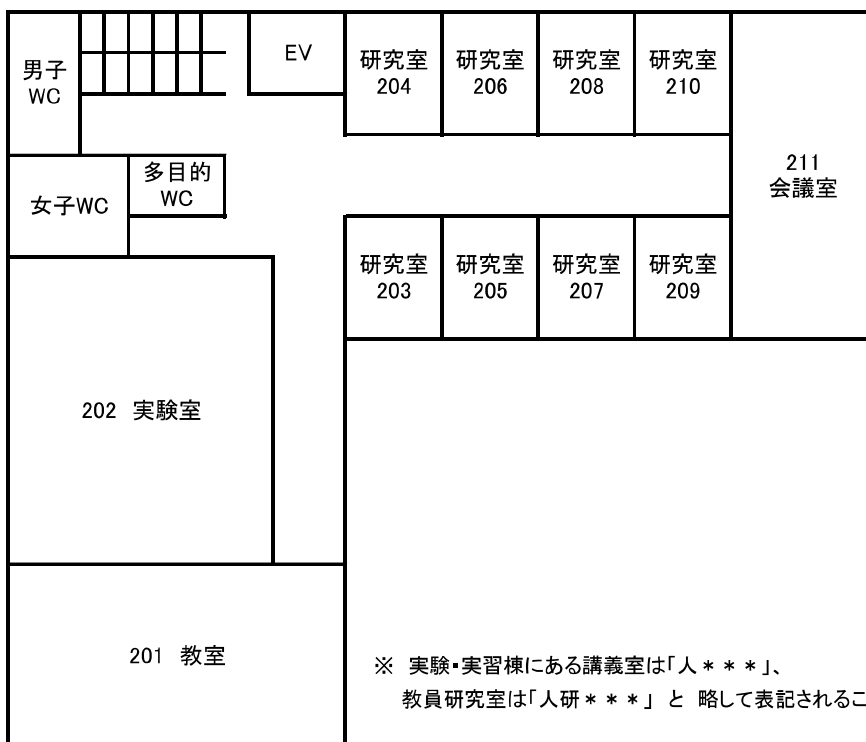 男子
WC
EV
研究室
204
研究室
206
研究室
208
研究室
210
211
会議室
女子WC
多目的
WC
研究室
203
研究室
205
研究室
207
研究室
209
202 実験室
201 教室
※ 実験・実習棟にある講義室は「人＊＊＊」、
教員研究室は「人研＊＊＊」 と 略して表記されるこ